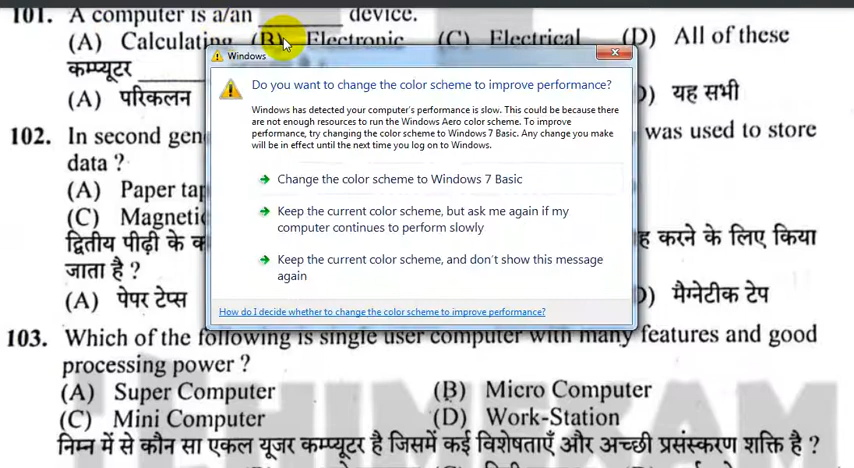 101. A computer is a/an ________ device.
(A) Calculating (B) Electronic (C) Electrical (D) All of these
कम्प्यूटर
(A) परिकलन D) यह सभी
102. In second gen was used to store
data ?
(A) Paper tap
(C) Magnetic
द्वितीय पीढ़ी के ह करने के लिए किया
जाता है ?
(A) पेपर टेप्स D) मैग्नेटीक टेप
Windows
Do you want to change the color scheme to improve performance?
Windows has detected your computer's performance is slow. This could be because there
are not enough resources to run the Windows Aero color scheme. To improve
performance, try changing the color scheme to Windows 7 Basic. Any change you make
will be in effect until the next time you log on to Windows.
Change the color scheme to Windows 7 Basic
Keep the current color scheme, but ask me again if my
computer continues to perform slowly
Keep the current color scheme, and don't show this message
again
How do I decide whether to change the color scheme to improve performance?
103. Which of the following is single user computer with many features and good
processing power ?
(A) Super Computer (B) Micro Computer
(C) Mini Computer (D) Work-Station
निम्न में से कौन सा एकल यूजर कम्प्यूटर है जिसमें कई विशेषताएँ और अच्छी प्रसंस्करण शक्ति है ?